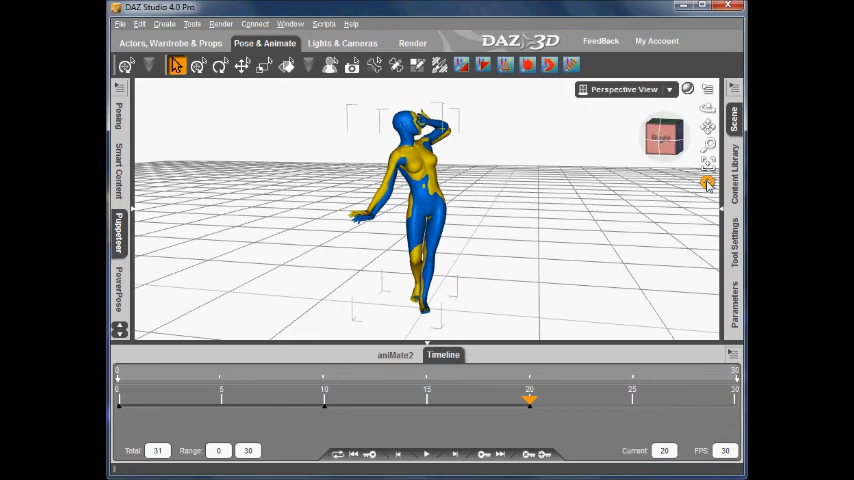 DAZ Studio 4.0 Pro
File Edit Create Tools Render Connect Window Scripts Help
Actors, Wardrobe & Props Pose & Animate Lights & Cameras Render DAZ 3D FeedBack My Account
Perspective View
Right
Posing
Smart Content
Puppeteer
PowerPose
Scene
Content Library
Tool Settings
Parameters
aniMate2 Timeline
0 30
0 5 10 15 20 25 30
Total: 31 Range: 0 30 Current: 20 FPS: 30